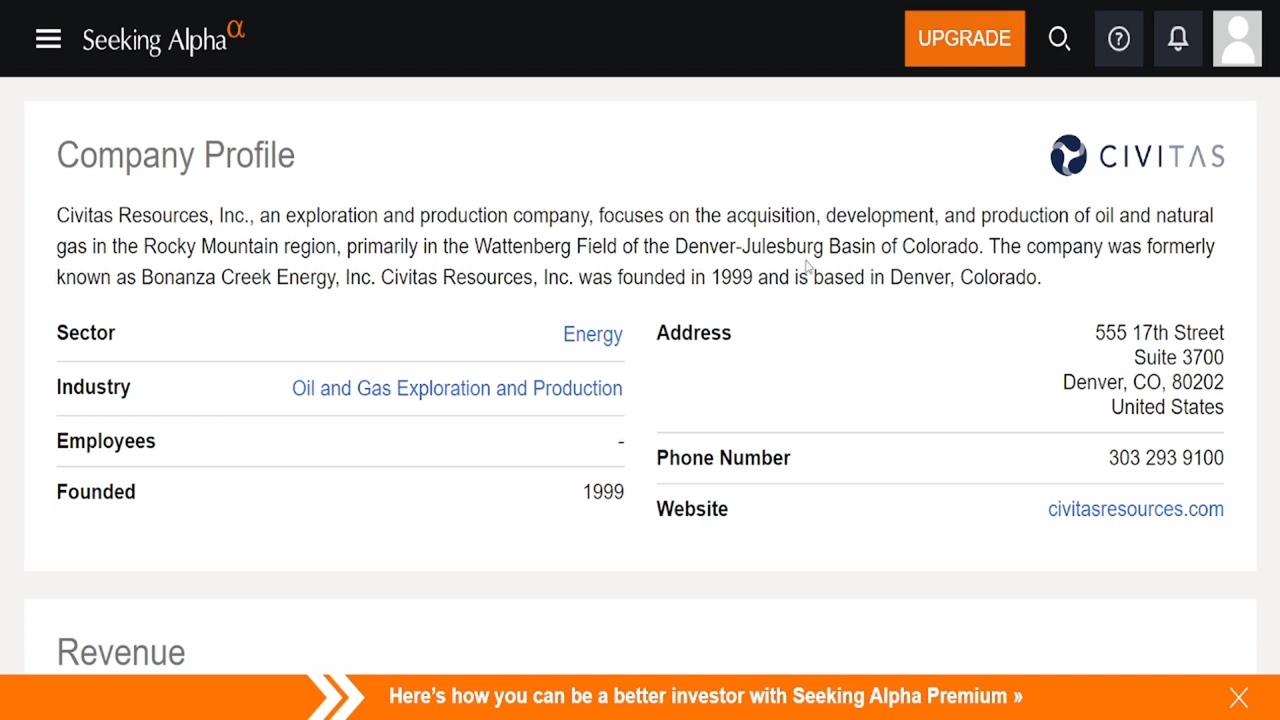 Seeking Alpha α
UPGRADE
Company Profile
CIVITAS
Civitas Resources, Inc., an exploration and production company, focuses on the acquisition, development, and production of oil and natural
gas in the Rocky Mountain region, primarily in the Wattenberg Field of the Denver-Julesburg Basin of Colorado. The company was formerly
known as Bonanza Creek Energy, Inc. Civitas Resources, Inc. was founded in 1999 and is based in Denver, Colorado.
Sector Energy
Industry Oil and Gas Exploration and Production
Employees -
Founded 1999
Address 555 17th Street
Suite 3700
Denver, CO, 80202
United States
Phone Number 303 293 9100
Website civitasresources.com
Revenue
Here's how you can be a better investor with Seeking Alpha Premium »